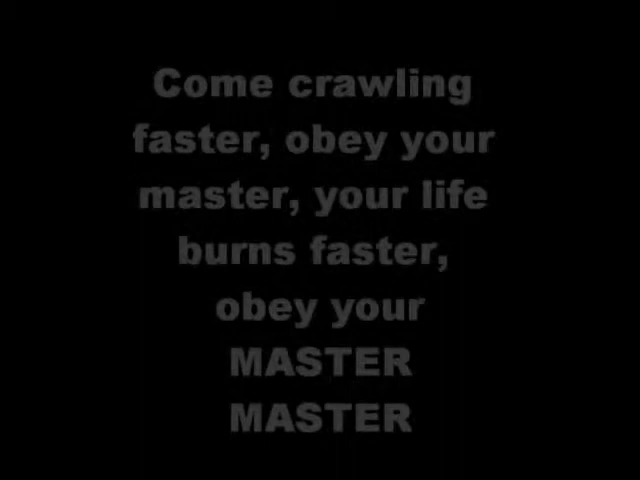 Come crawling
faster, obey your
master, your life
burns faster,
obey your
MASTER
MASTER